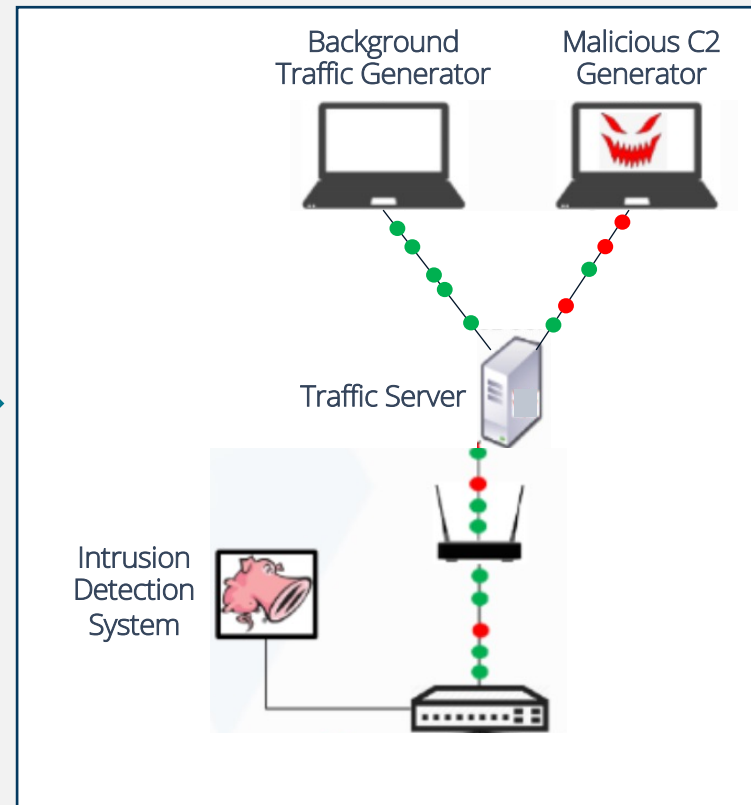 Background
Traffic Generator
Malicious C2
Generator
Traffic Server
Intrusion
Detection
System